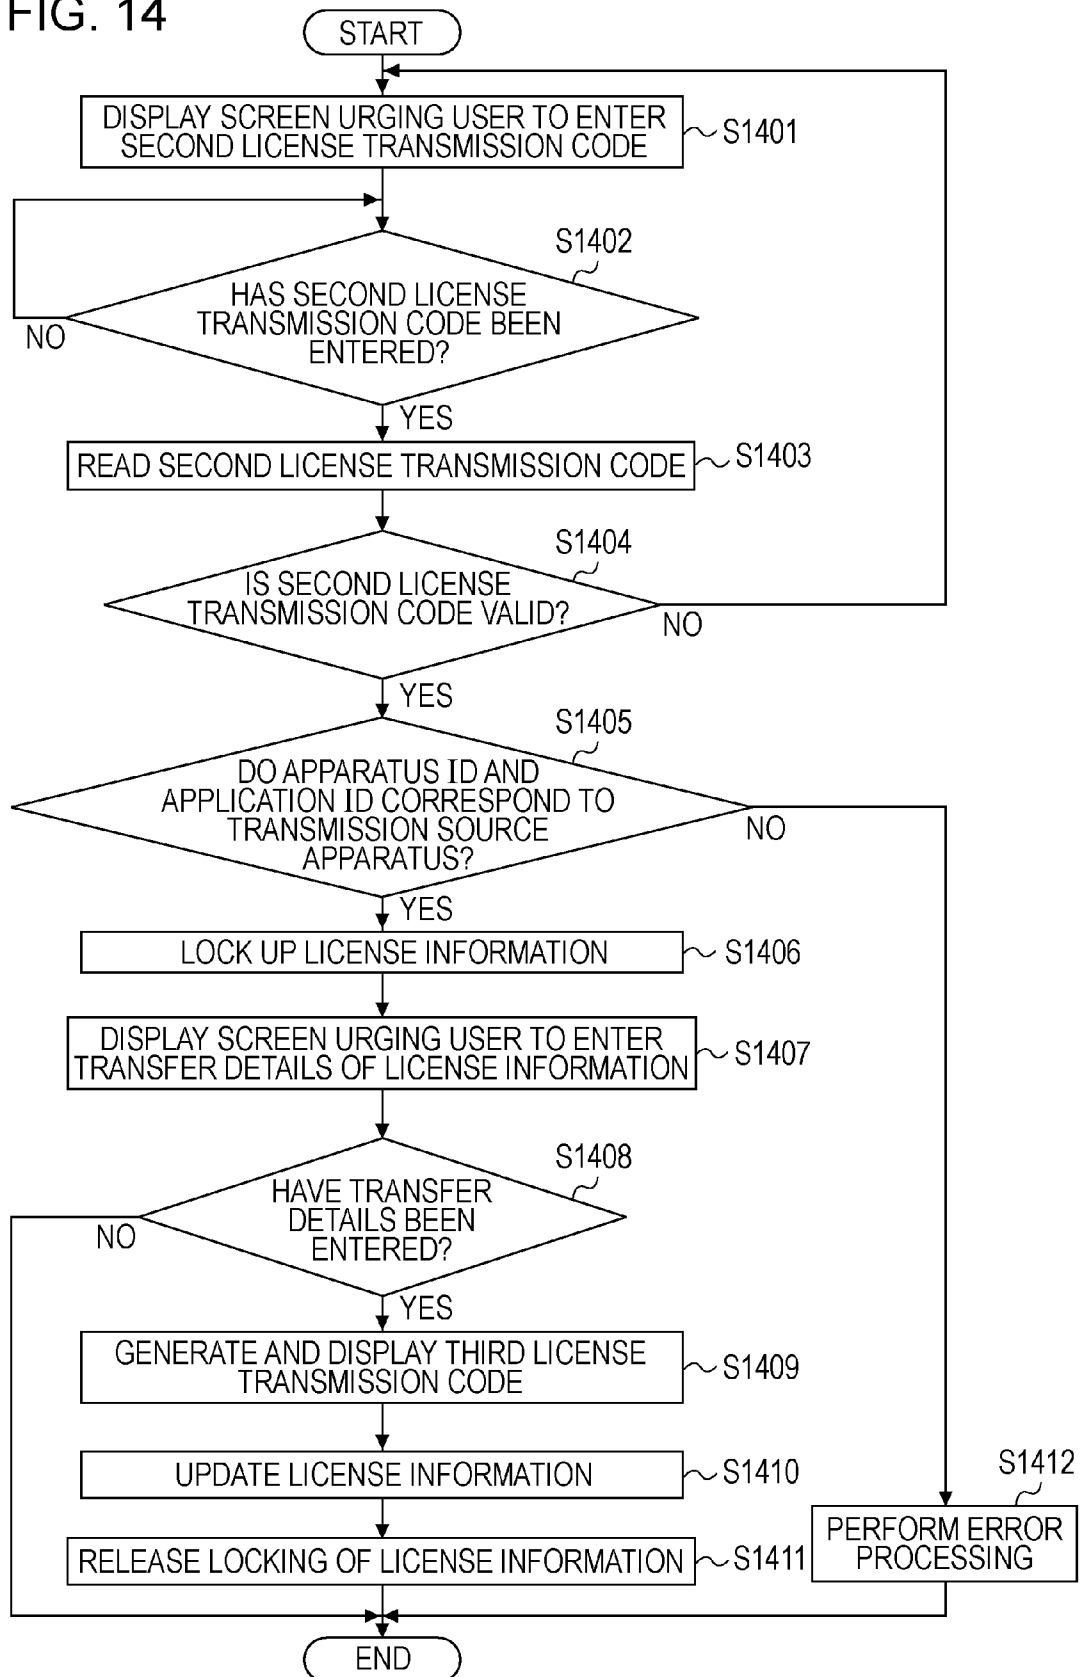 FIG. 14
START
DISPLAY SCREEN URGING USER TO ENTER
SECOND LICENSE TRANSMISSION CODE
S1401
S1402
HAS SECOND LICENSE
TRANSMISSION CODE BEEN
ENTERED?
NO
YES
READ SECOND LICENSE TRANSMISSION CODE
S1403
S1404
IS SECOND LICENSE
TRANSMISSION CODE VALID?
NO
YES
S1405
DO APPARATUS ID AND
APPLICATION ID CORRESPOND TO
TRANSMISSION SOURCE
APPARATUS?
NO
YES
LOCK UP LICENSE INFORMATION
S1406
DISPLAY SCREEN URGING USER TO ENTER
TRANSFER DETAILS OF LICENSE INFORMATION
S1407
S1408
HAVE TRANSFER
DETAILS BEEN
ENTERED?
NO
YES
GENERATE AND DISPLAY THIRD LICENSE
TRANSMISSION CODE
S1409
UPDATE LICENSE INFORMATION
S1410
S1412
PERFORM ERROR
PROCESSING
RELEASE LOCKING OF LICENSE INFORMATION
S1411
END